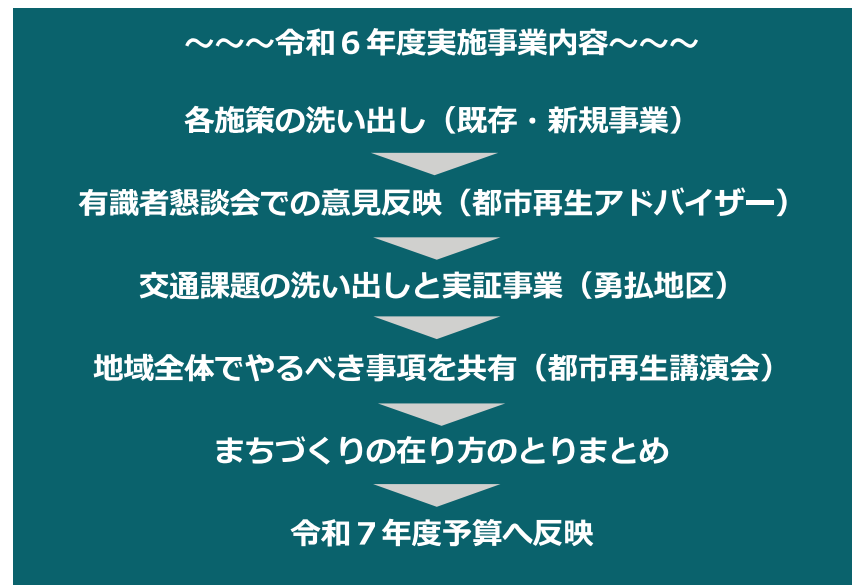 ～～～令和６年度実施事業内容～～～
各施策の洗い出し（既存・新規事業）
有識者懇談会での意見反映（都市再生アドバイザー）
交通課題の洗い出しと実証事業（勇払地区）
地域全体でやるべき事項を共有（都市再生講演会）
まちづくりの在り方のとりまとめ
令和７年度予算へ反映